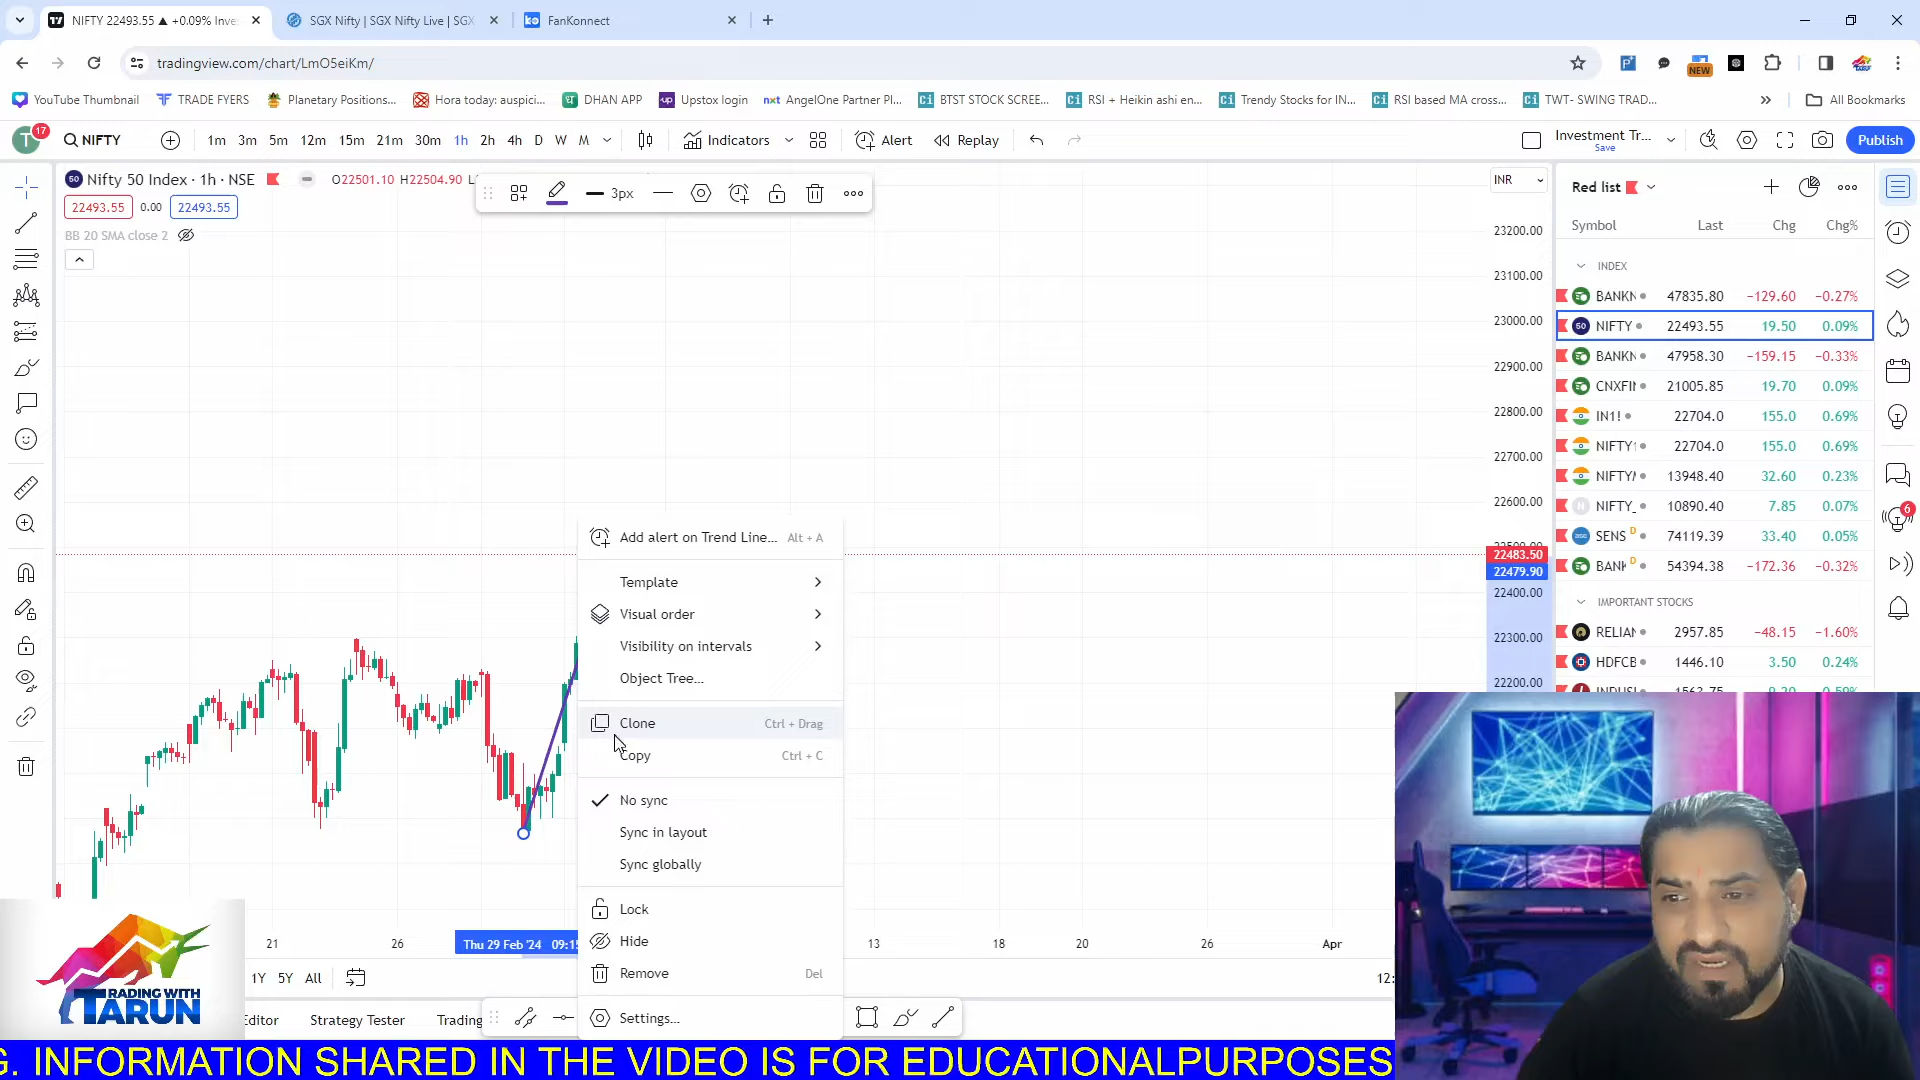 NIFTY 22493.55 ▲ +0.09% Inve
SGX Nifty | SGX Nifty Live | SGX
FanKonnect
tradingview.com/chart/LmO5eiKm/
NEW
YouTube Thumbnail
TRADE FYERS
Planetary Positions...
Hora today: auspici...
DHAN APP
Upstox login
AngelOne Partner Pl...
BTST STOCK SCREE...
RSI + Heikin ashi en...
Trendy Stocks for IN...
RSI based MA cross...
TWT- SWING TRAD...
All Bookmarks
T 17
NIFTY
1m 3m 5m 12m 15m 21m 30m 1h 2h 4h D W M
Indicators
Alert
Replay
Investment Tr...
Save
Publish
Nifty 50 Index · 1h · NSE
O22501.10 H22504.90
22493.55 0.00 22493.55
BB 20 SMA close 2
3px
INR
23200.00
23100.00
23000.00
22900.00
22800.00
22700.00
22600.00
22483.50
22479.90
22400.00
22300.00
22200.00
Add alert on Trend Line... Alt + A
Template
Visual order
Visibility on intervals
Object Tree...
Clone Ctrl + Drag
Copy Ctrl + C
No sync
Sync in layout
Sync globally
Lock
Hide
Remove Del
Settings...
21 26 Thu 29 Feb '24 09:15 13 18 20 26 Apr
1Y 5Y All
12:
Editor
Strategy Tester
Trading
Red list
Symbol Last Chg Chg%
INDEX
BANKN 47835.80 −129.60 −0.27%
NIFTY 22493.55 19.50 0.09%
BANKN 47958.30 −159.15 −0.33%
CNXFIN 21005.85 19.70 0.09%
IN1! 22704.0 155.0 0.69%
NIFTY1 22704.0 155.0 0.69%
NIFTYM 13948.40 32.60 0.23%
NIFTY_ 10890.40 7.85 0.07%
SENS D 74119.39 33.40 0.05%
BANK D 54394.38 −172.36 −0.32%
IMPORTANT STOCKS
RELIAN 2957.85 −48.15 −1.60%
HDFCB 1446.10 3.50 0.24%
6
TRADING WITH
TARUN
G. INFORMATION SHARED IN THE VIDEO IS FOR EDUCATIONALPURPOSES